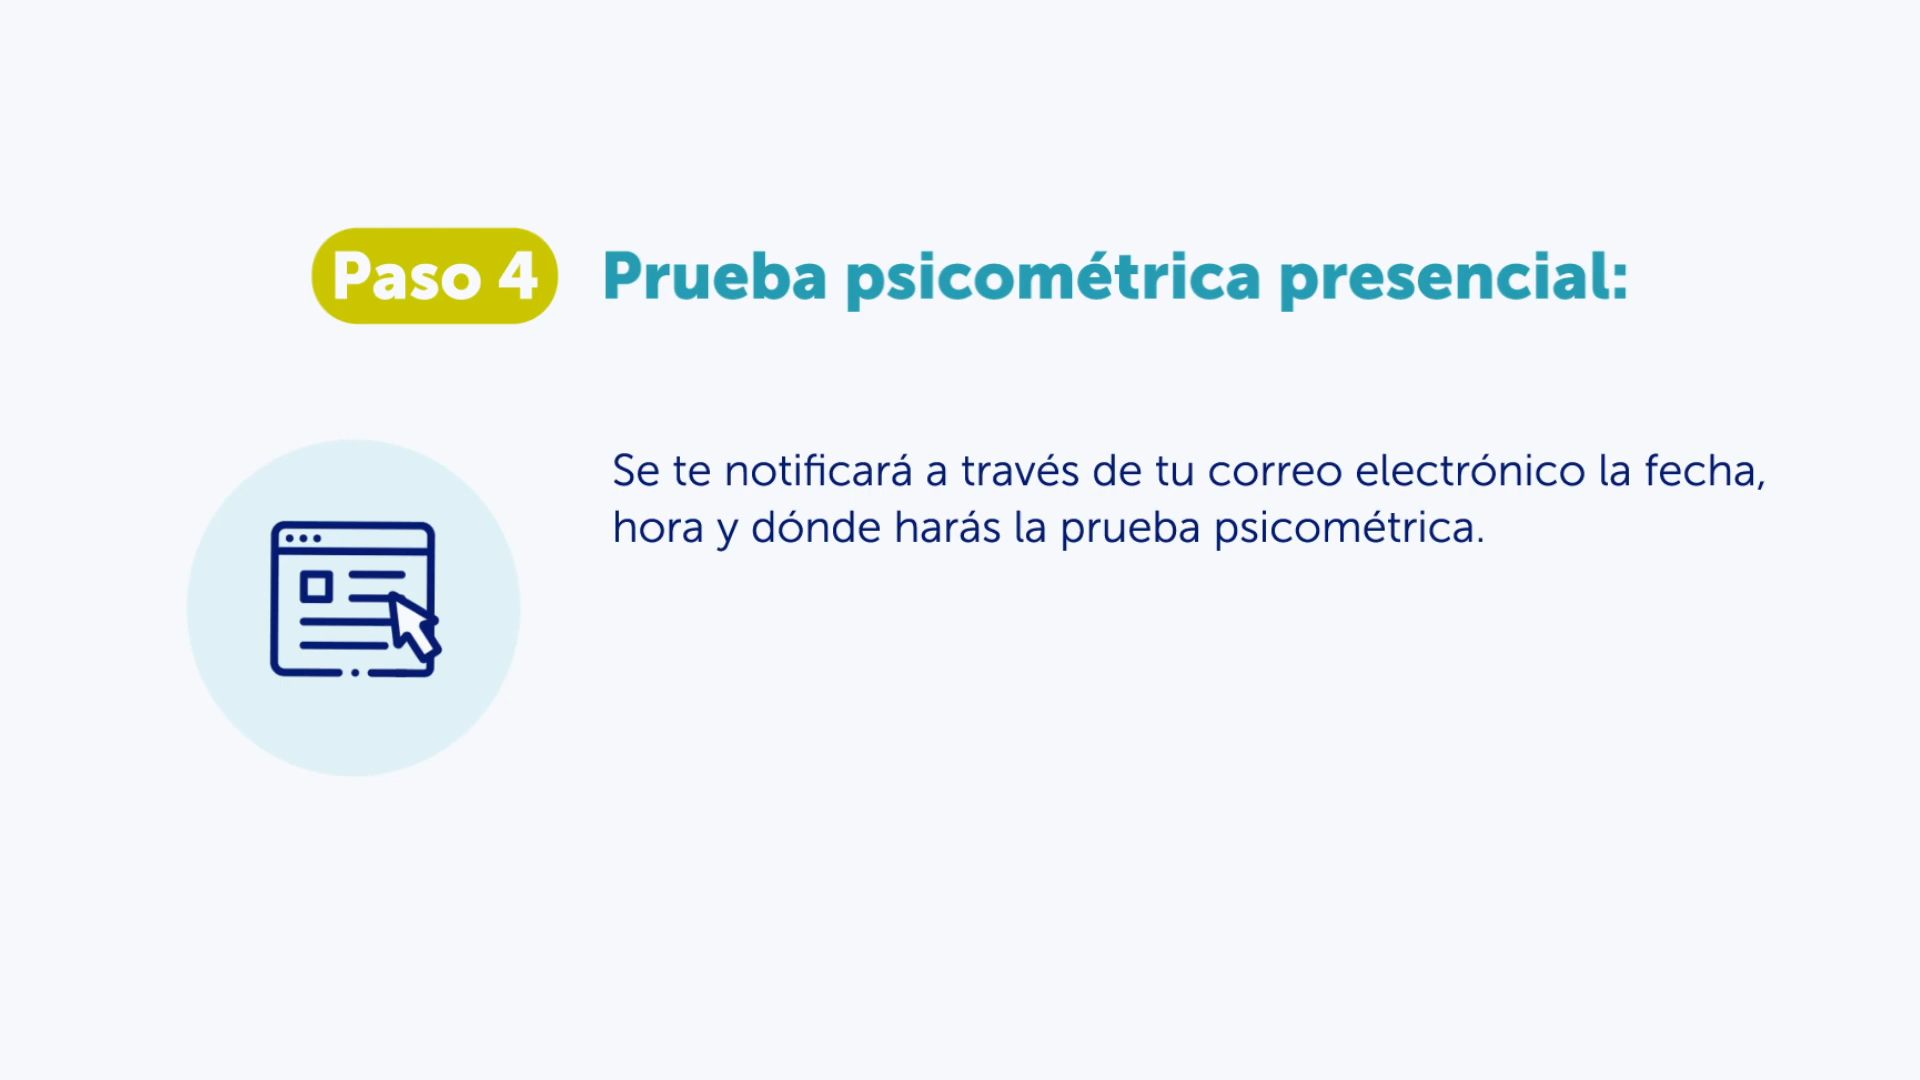 Paso 4 Prueba psicométrica presencial:
Se te notificará a través de tu correo electrónico la fecha,
hora y dónde harás la prueba psicométrica.